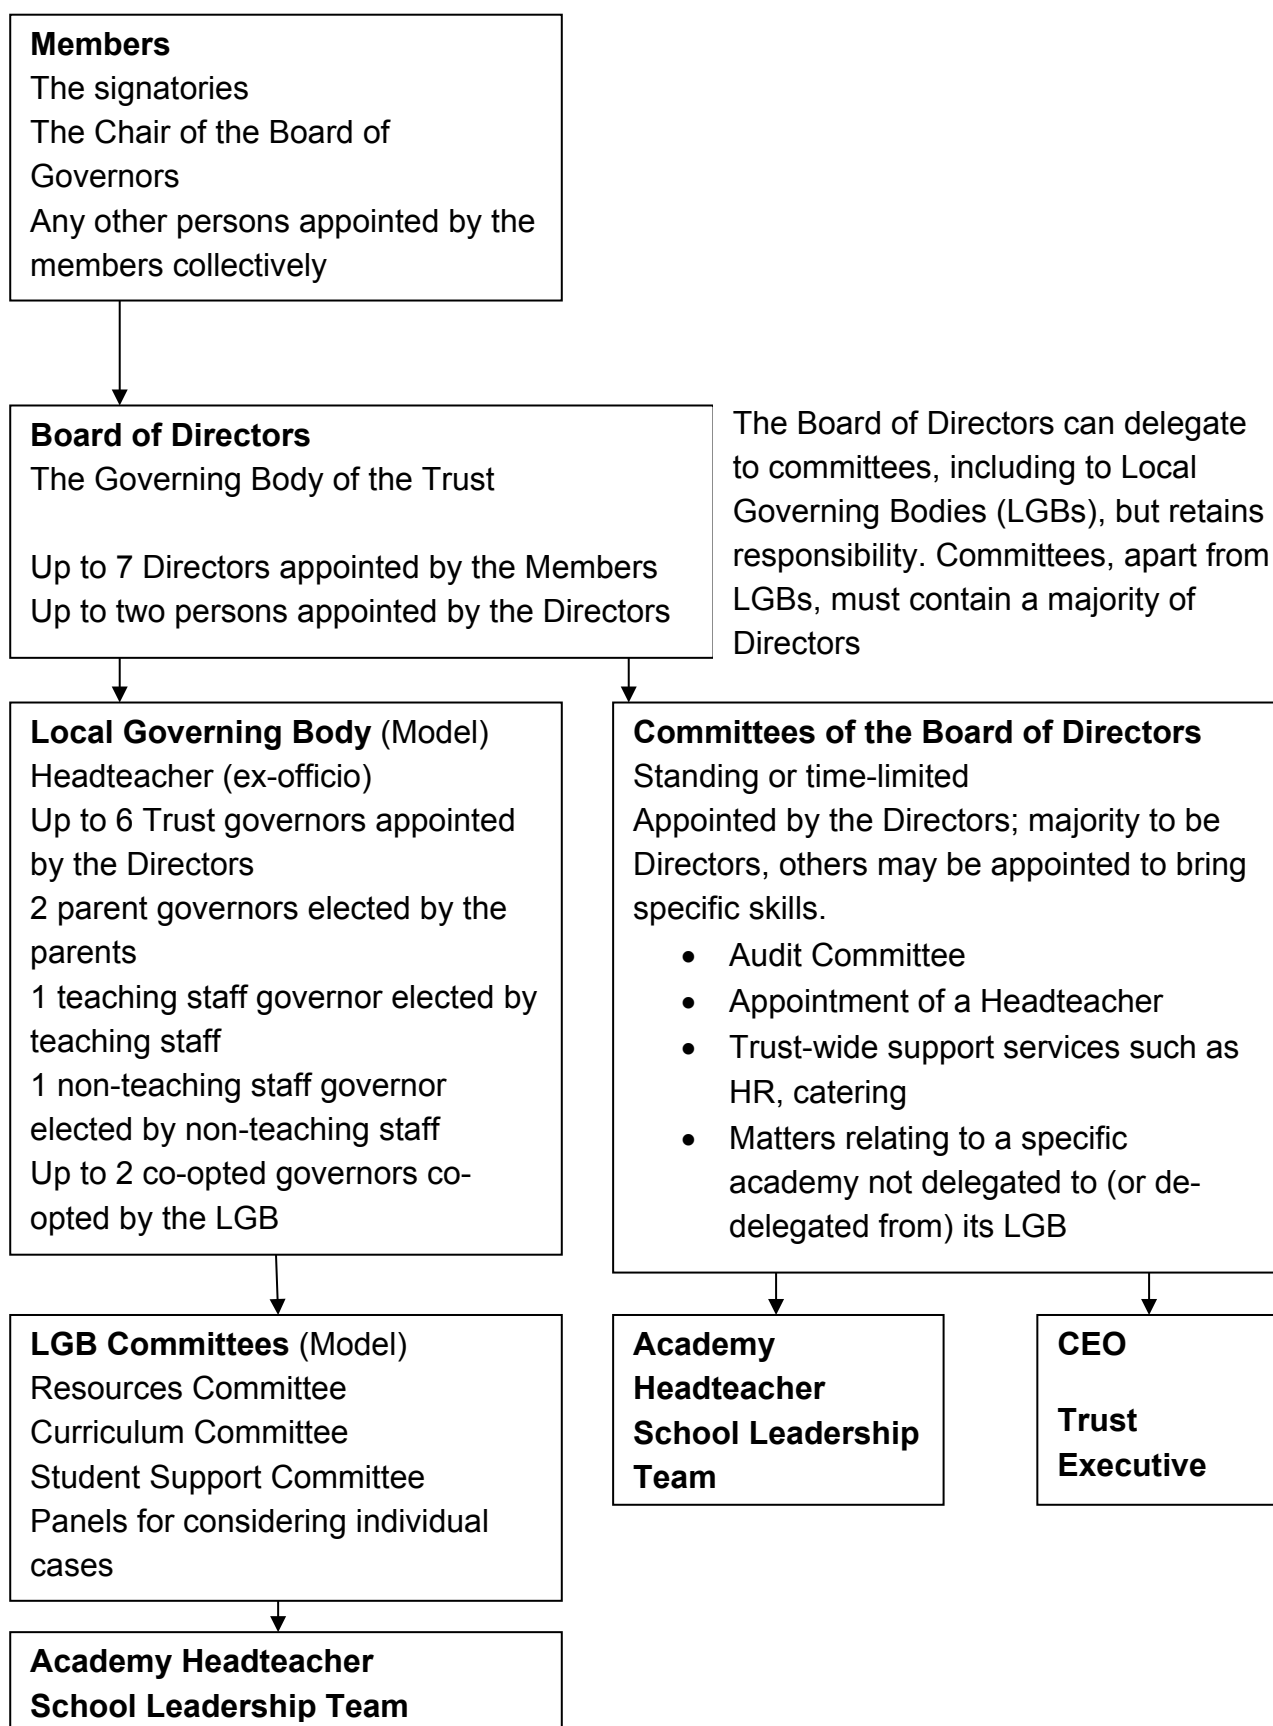 Members
The signatories
The Chair of the Board of
Governors
Any other persons appointed by the
members collectively
Board of Directors
The Governing Body of the Trust
Up to 7 Directors appointed by the Members
Up to two persons appointed by the Directors
The Board of Directors can delegate
to committees, including to Local
Governing Bodies (LGBs), but retains
responsibility. Committees, apart from
LGBs, must contain a majority of
Directors
Local Governing Body (Model)
Headteacher (ex-officio)
Up to 6 Trust governors appointed
by the Directors
2 parent governors elected by the
parents
1 teaching staff governor elected by
teaching staff
1 non-teaching staff governor
elected by non-teaching staff
Up to 2 co-opted governors co-
opted by the LGB
Committees of the Board of Directors
Standing or time-limited
Appointed by the Directors; majority to be
Directors, others may be appointed to bring
specific skills.
• Audit Committee
• Appointment of a Headteacher
• Trust-wide support services such as
HR, catering
• Matters relating to a specific
academy not delegated to (or de-
delegated from) its LGB
LGB Committees (Model)
Resources Committee
Curriculum Committee
Student Support Committee
Panels for considering individual
cases
Academy
Headteacher
School Leadership
Team
CEO
Trust
Executive
Academy Headteacher
School Leadership Team